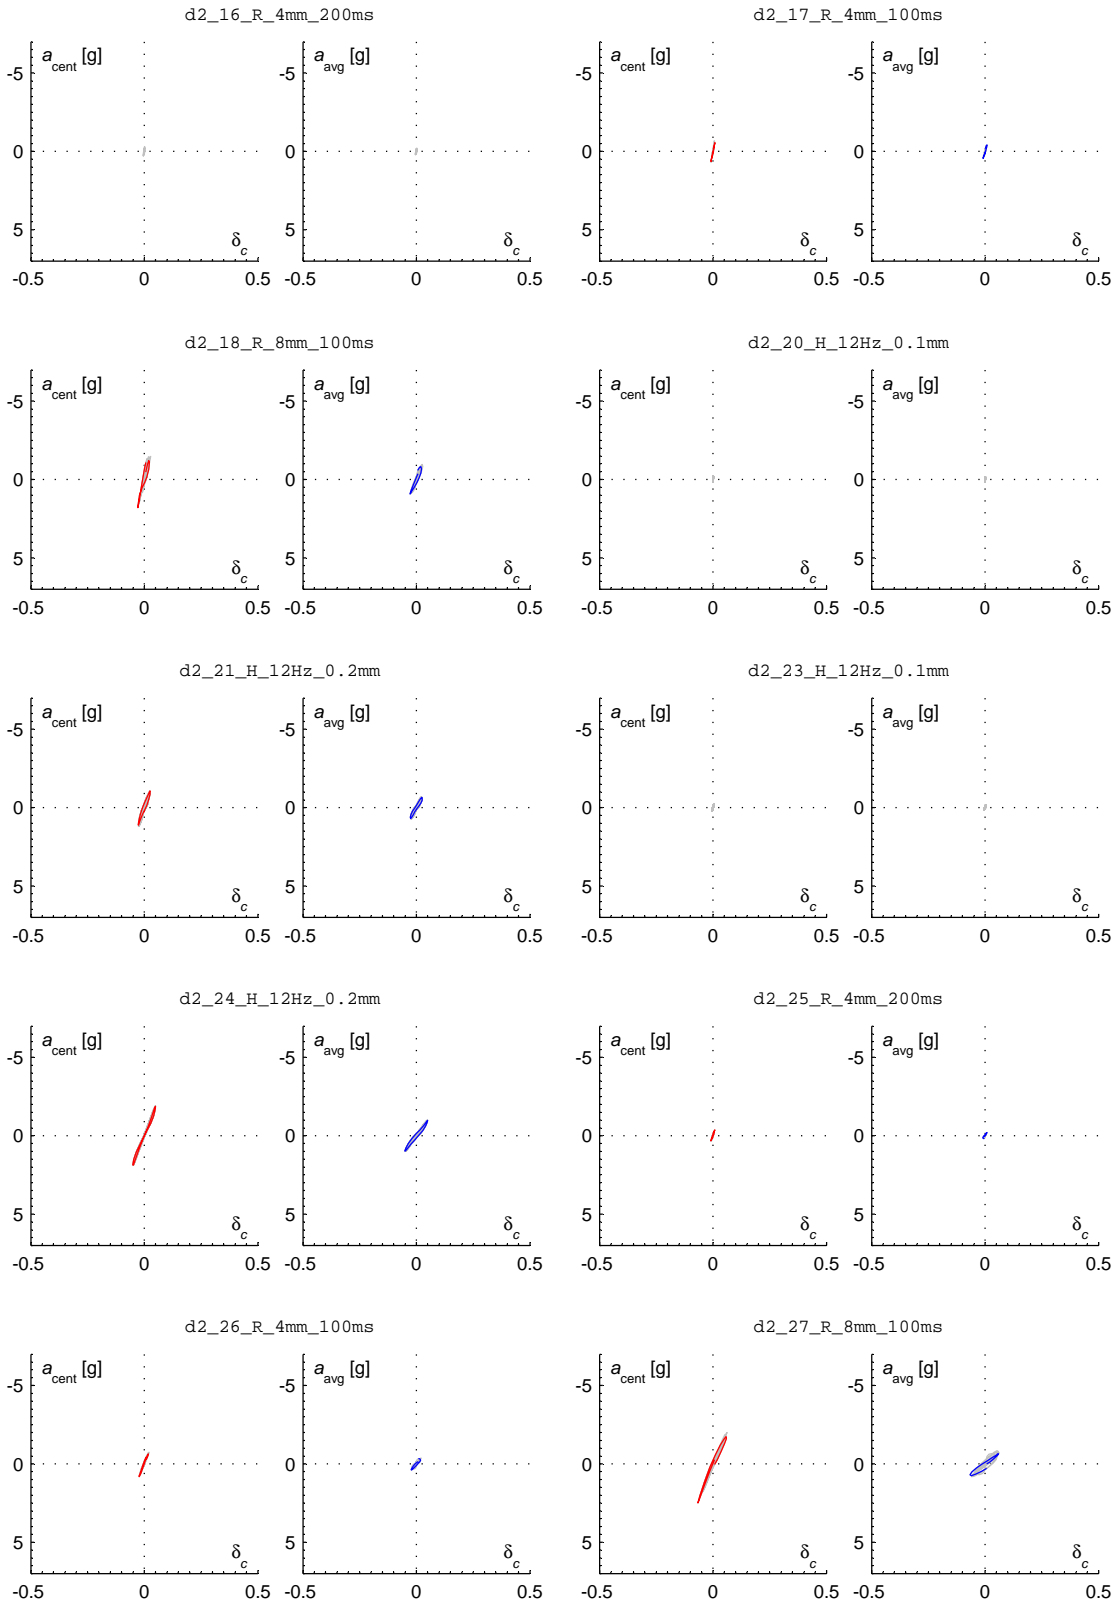 d2_16_R_4mm_200ms
d2_17_R_4mm_100ms
a_cent [g]
a_avg [g]
a_cent [g]
a_avg [g]
-5
-5
-5
-5
0
0
0
0
5
5
5
5
δ_c
δ_c
δ_c
δ_c
-0.5 0 0.5
-0.5 0 0.5
-0.5 0 0.5
-0.5 0 0.5
d2_18_R_8mm_100ms
d2_20_H_12Hz_0.1mm
a_cent [g]
a_avg [g]
a_cent [g]
a_avg [g]
-5
-5
-5
-5
0
0
0
0
5
5
5
5
δ_c
δ_c
δ_c
δ_c
-0.5 0 0.5
-0.5 0 0.5
-0.5 0 0.5
-0.5 0 0.5
d2_21_H_12Hz_0.2mm
d2_23_H_12Hz_0.1mm
a_cent [g]
a_avg [g]
a_cent [g]
a_avg [g]
-5
-5
-5
-5
0
0
0
0
5
5
5
5
δ_c
δ_c
δ_c
δ_c
-0.5 0 0.5
-0.5 0 0.5
-0.5 0 0.5
-0.5 0 0.5
d2_24_H_12Hz_0.2mm
d2_25_R_4mm_200ms
a_cent [g]
a_avg [g]
a_cent [g]
a_avg [g]
-5
-5
-5
-5
0
0
0
0
5
5
5
5
δ_c
δ_c
δ_c
δ_c
-0.5 0 0.5
-0.5 0 0.5
-0.5 0 0.5
-0.5 0 0.5
d2_26_R_4mm_100ms
d2_27_R_8mm_100ms
a_cent [g]
a_avg [g]
a_cent [g]
a_avg [g]
-5
-5
-5
-5
0
0
0
0
5
5
5
5
δ_c
δ_c
δ_c
δ_c
-0.5 0 0.5
-0.5 0 0.5
-0.5 0 0.5
-0.5 0 0.5